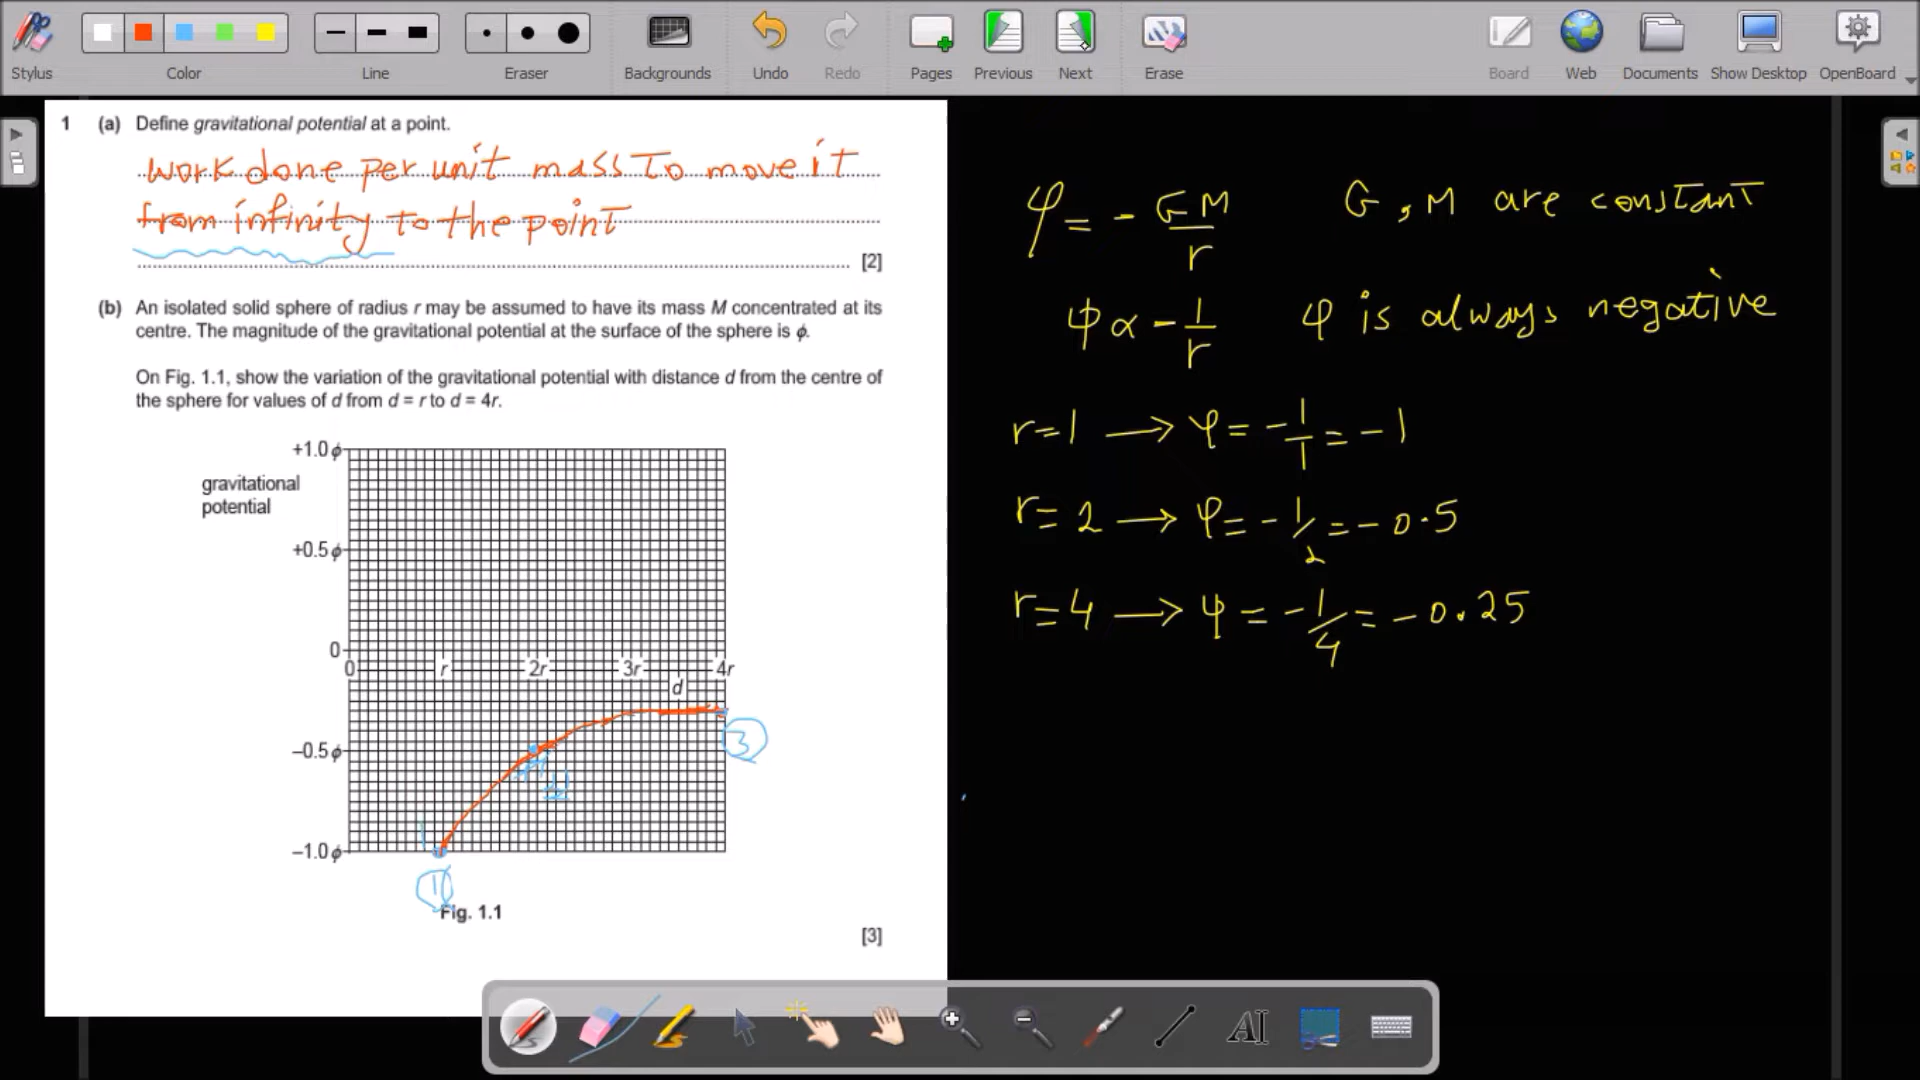 Stylus Color Line Eraser Backgrounds Undo Redo Pages Previous Next Erase Board Web Documents Show Desktop OpenBoard
1 (a) Define gravitational potential at a point.
work done per unit mass To move it
from infinity to the point
[2]
(b) An isolated solid sphere of radius r may be assumed to have its mass M concentrated at its
centre. The magnitude of the gravitational potential at the surface of the sphere is ϕ.
On Fig. 1.1, show the variation of the gravitational potential with distance d from the centre of
the sphere for values of d from d = r to d = 4r.
+1.0 ϕ
gravitational
potential
+0.5 ϕ
0
0 r 2r 3r 4r
d
–0.5 ϕ
–1.0 ϕ
1
2
3
Fig. 1.1
[3]
φ = - GM/r G, M are constant
φ α - 1/r φ is always negative
r=1 → φ = - 1/1 = - 1
r= 2 → φ = - 1/2 = - 0.5
r= 4 → φ = - 1/4 = - 0.25
AI